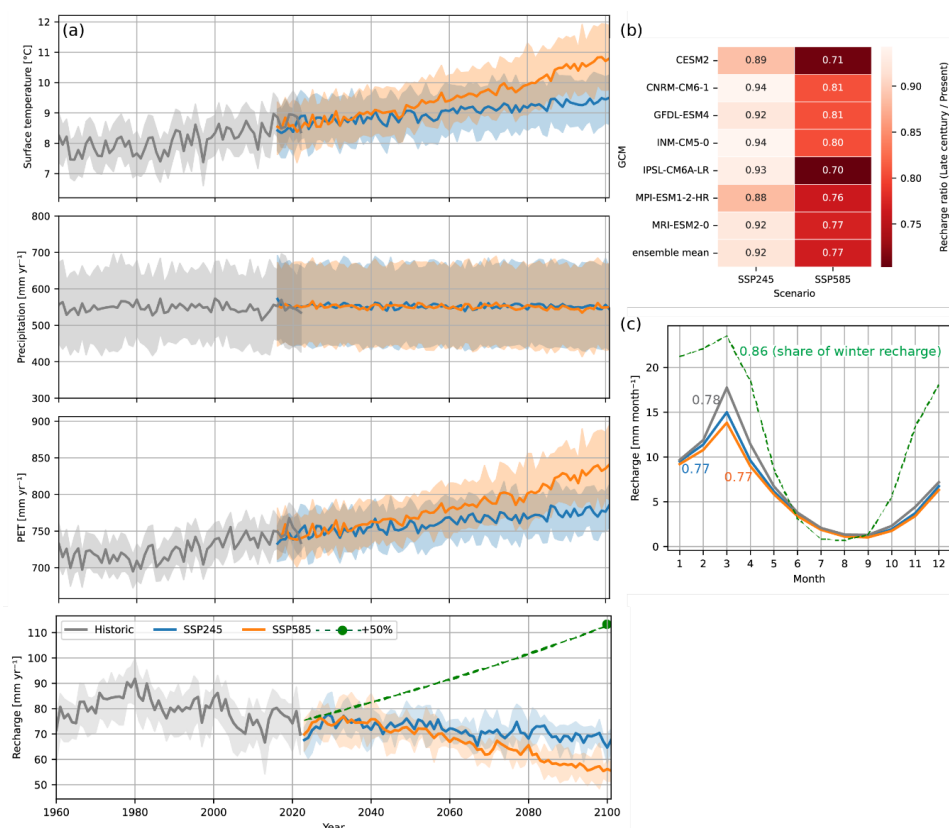 (a)
Surface temperature [°C]
12
11
10
9
8
7
Precipitation [mm yr⁻¹]
800
700
600
500
400
300
PET [mm yr⁻¹]
900
850
800
750
700
Recharge [mm yr⁻¹]
110
100
90
80
70
60
50
Historic SSP245 SSP585 +50%
1960 1980 2000 2020 2040 2060 2080 2100
Year
(b)
GCM
CESM2 0.89 0.71
CNRM-CM6-1 0.94 0.81
GFDL-ESM4 0.92 0.81
INM-CM5-0 0.94 0.80
IPSL-CM6A-LR 0.93 0.70
MPI-ESM1-2-HR 0.88 0.76
MRI-ESM2-0 0.92 0.77
ensemble mean 0.92 0.77
SSP245 SSP585
Scenario
0.90
0.85
0.80
0.75
Recharge ratio (Late century / Present)
(c)
Recharge [mm month⁻¹]
20
15
10
5
0
0.86 (share of winter recharge)
0.78
0.77
0.77
1 2 3 4 5 6 7 8 9 10 11 12
Month